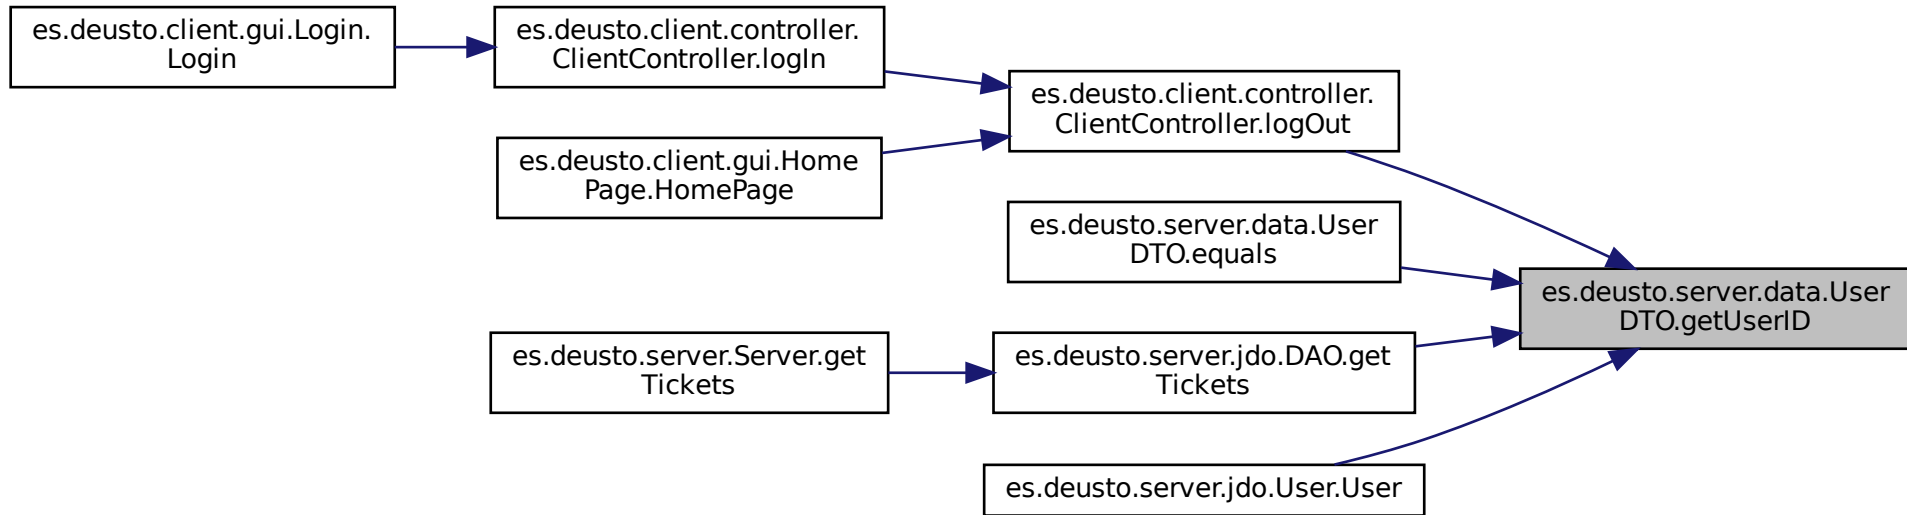 es.deusto.client.gui.Login.
Login
es.deusto.client.controller.
ClientController.logIn
es.deusto.client.controller.
ClientController.logOut
es.deusto.client.gui.Home
Page.HomePage
es.deusto.server.data.User
DTO.equals
es.deusto.server.data.User
DTO.getUserID
es.deusto.server.Server.get
Tickets
es.deusto.server.jdo.DAO.get
Tickets
es.deusto.server.jdo.User.User